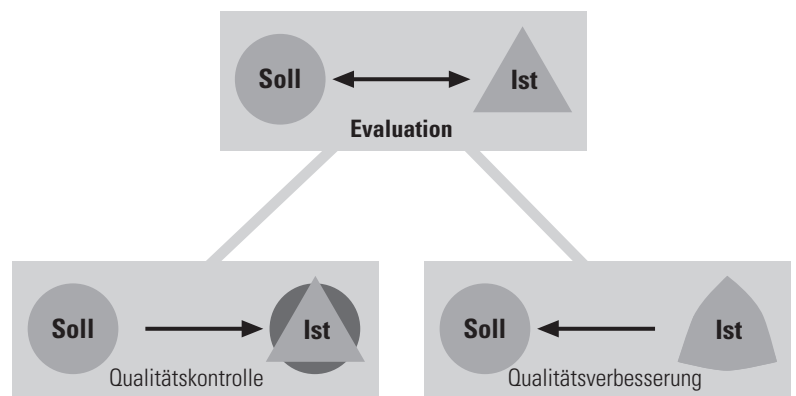 Soll Ist
Evaluation
Soll Ist
Qualitätskontrolle
Soll Ist
Qualitätsverbesserung